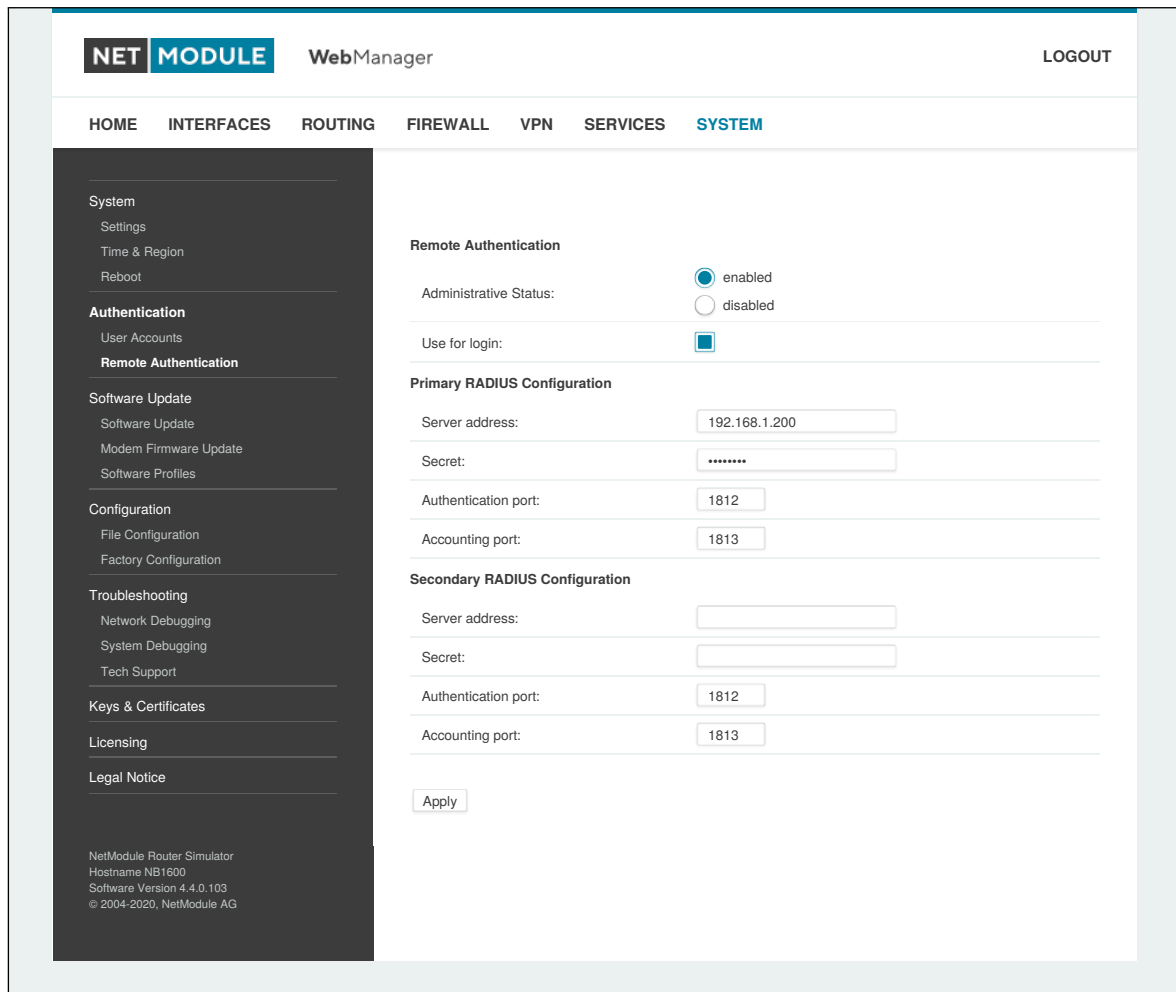 NET MODULE WebManager LOGOUT
HOME INTERFACES ROUTING FIREWALL VPN SERVICES SYSTEM
System
Settings
Time & Region
Reboot
Authentication
User Accounts
Remote Authentication
Software Update
Software Update
Modem Firmware Update
Software Profiles
Configuration
File Configuration
Factory Configuration
Troubleshooting
Network Debugging
System Debugging
Tech Support
Keys & Certificates
Licensing
Legal Notice
NetModule Router Simulator
Hostname NB1600
Software Version 4.4.0.103
© 2004-2020, NetModule AG
Remote Authentication
Administrative Status:
enabled
disabled
Use for login:
Primary RADIUS Configuration
Server address: 192.168.1.200
Secret: ••••••••
Authentication port: 1812
Accounting port: 1813
Secondary RADIUS Configuration
Server address:
Secret:
Authentication port: 1812
Accounting port: 1813
Apply